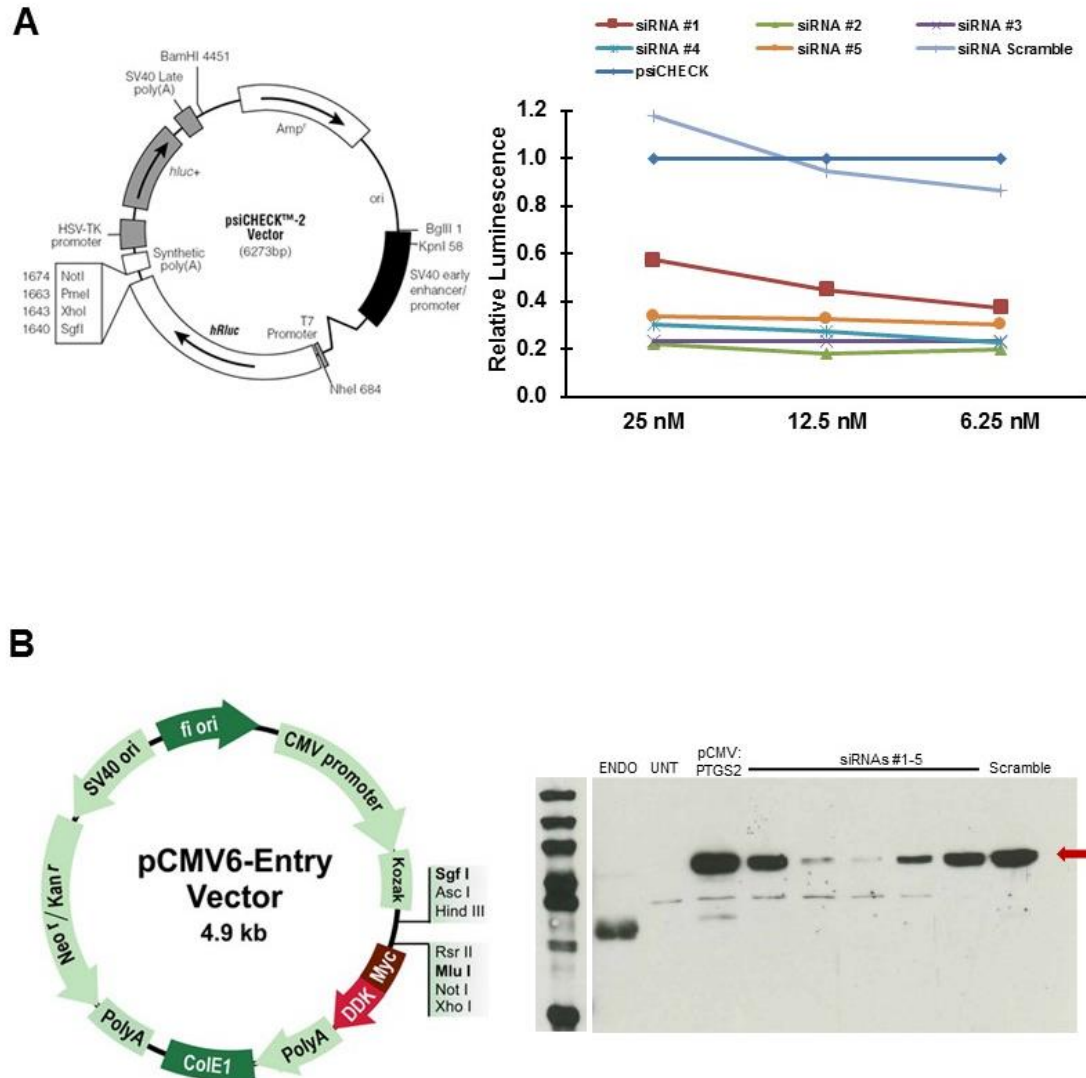 A
BamHI 4451
SV40 Late
poly(A)
Ampʳ
hluc+
ori
psiCHECK™-2
Vector
(6273bp)
BglII 1
KpnI 58
HSV-TK
promoter
Synthetic
poly(A)
SV40 early
enhancer/
promoter
1674 NotI
1663 PmeI
1643 XhoI
1640 SgfI
hRluc
T7
Promoter
NheI 684
siRNA #1 siRNA #2 siRNA #3
siRNA #4 siRNA #5 siRNA Scramble
psiCHECK
Relative Luminescence
1.2
1.0
0.8
0.6
0.4
0.2
0.0
25 nM 12.5 nM 6.25 nM
B
fi ori
SV40 ori
CMV promoter
pCMV6-Entry
Vector
4.9 kb
Kozak
Sgf I
Asc I
Hind III
Neo r / Kan r
Rsr II
Mlu I
Not I
Xho I
Myc
DDK
PolyA
ColE1
PolyA
ENDO UNT pCMV:
PTGS2
siRNAs #1-5 Scramble